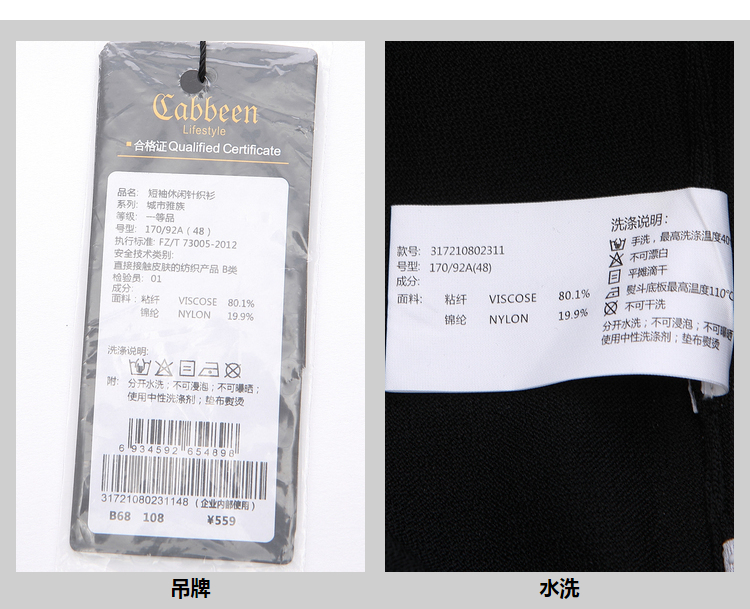 Cabbeen
Lifestyle
合格证 Qualified Certificate
品名: 短袖休闲针织衫
系列: 城市雅族
等级: 一等品
号型: 170/92A ( 48 )
执行标准: FZ/T 73005-2012
安全技术类别:
直接接触皮肤的纺织产品 B类
检验员: 01
成分:
面料: 粘纤 VISCOSE 80.1%
锦纶 NYLON 19.9%
洗涤说明:
附: 分开水洗；不可浸泡；不可曝晒；
使用中性洗涤剂；垫布熨烫
6 934592 654898
31721080231148 (企业内部使用)
B68 108 ¥559
吊牌
款号: 317210802311
号型: 170/92A(48)
成分:
面料: 粘纤 VISCOSE 80.1%
锦纶 NYLON 19.9%
洗涤说明:
手洗，最高洗涤温度40°
不可漂白
平摊滴干
熨斗底板最高温度110°C
不可干洗
分开水洗；不可浸泡；不可曝晒
使用中性洗涤剂；垫布熨烫
水洗